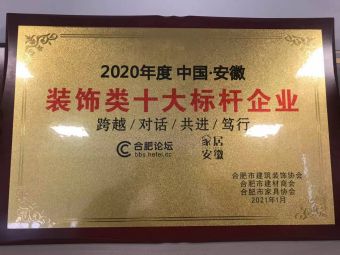 2020年度 中国·安徽
装饰类十大标杆企业
跨越/对话/共进/笃行
合肥论坛 家居
bbs.hefei.cc 安徽
合肥市建筑装饰协会
合肥市建材商会
合肥市家具协会
2021年1月